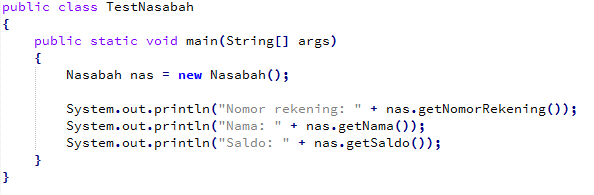 public class TestNasabah
{
    public static void main(String[] args)
    {
        Nasabah nas = new Nasabah();

        System.out.println("Nomor rekening: " + nas.getNomorRekening());
        System.out.println("Nama: " + nas.getNama());
        System.out.println("Saldo: " + nas.getSaldo());
    }
}